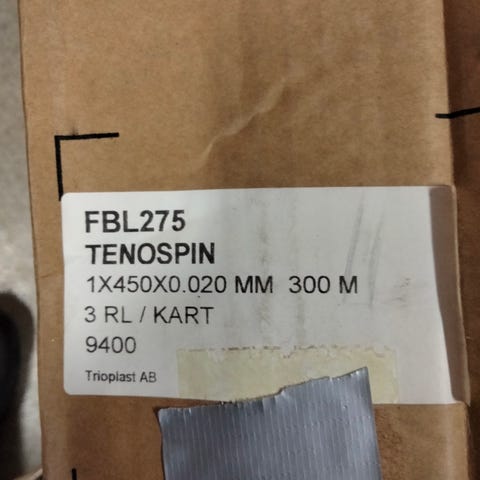 FBL275
TENOSPIN
1X450X0.020 MM 300 M
3 RL / KART
9400
Trioplast AB